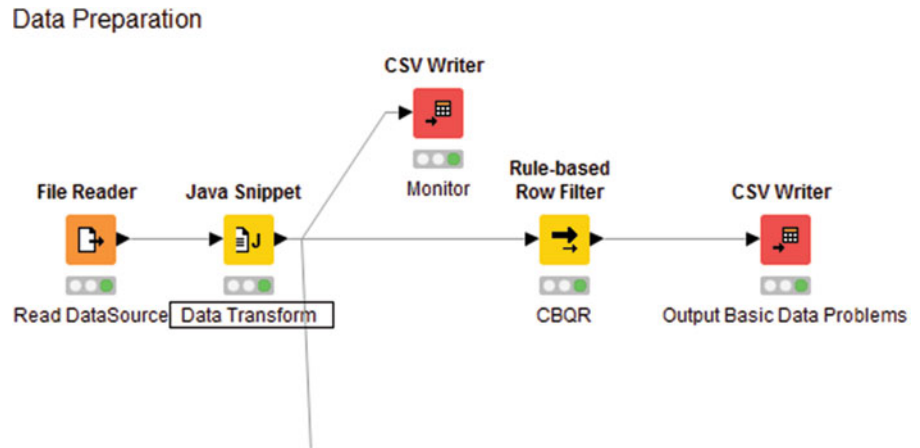 Data Preparation
CSV Writer
Monitor
File Reader
Read DataSource
Java Snippet
J
Data Transform
Rule-based
Row Filter
CBQR
CSV Writer
Output Basic Data Problems